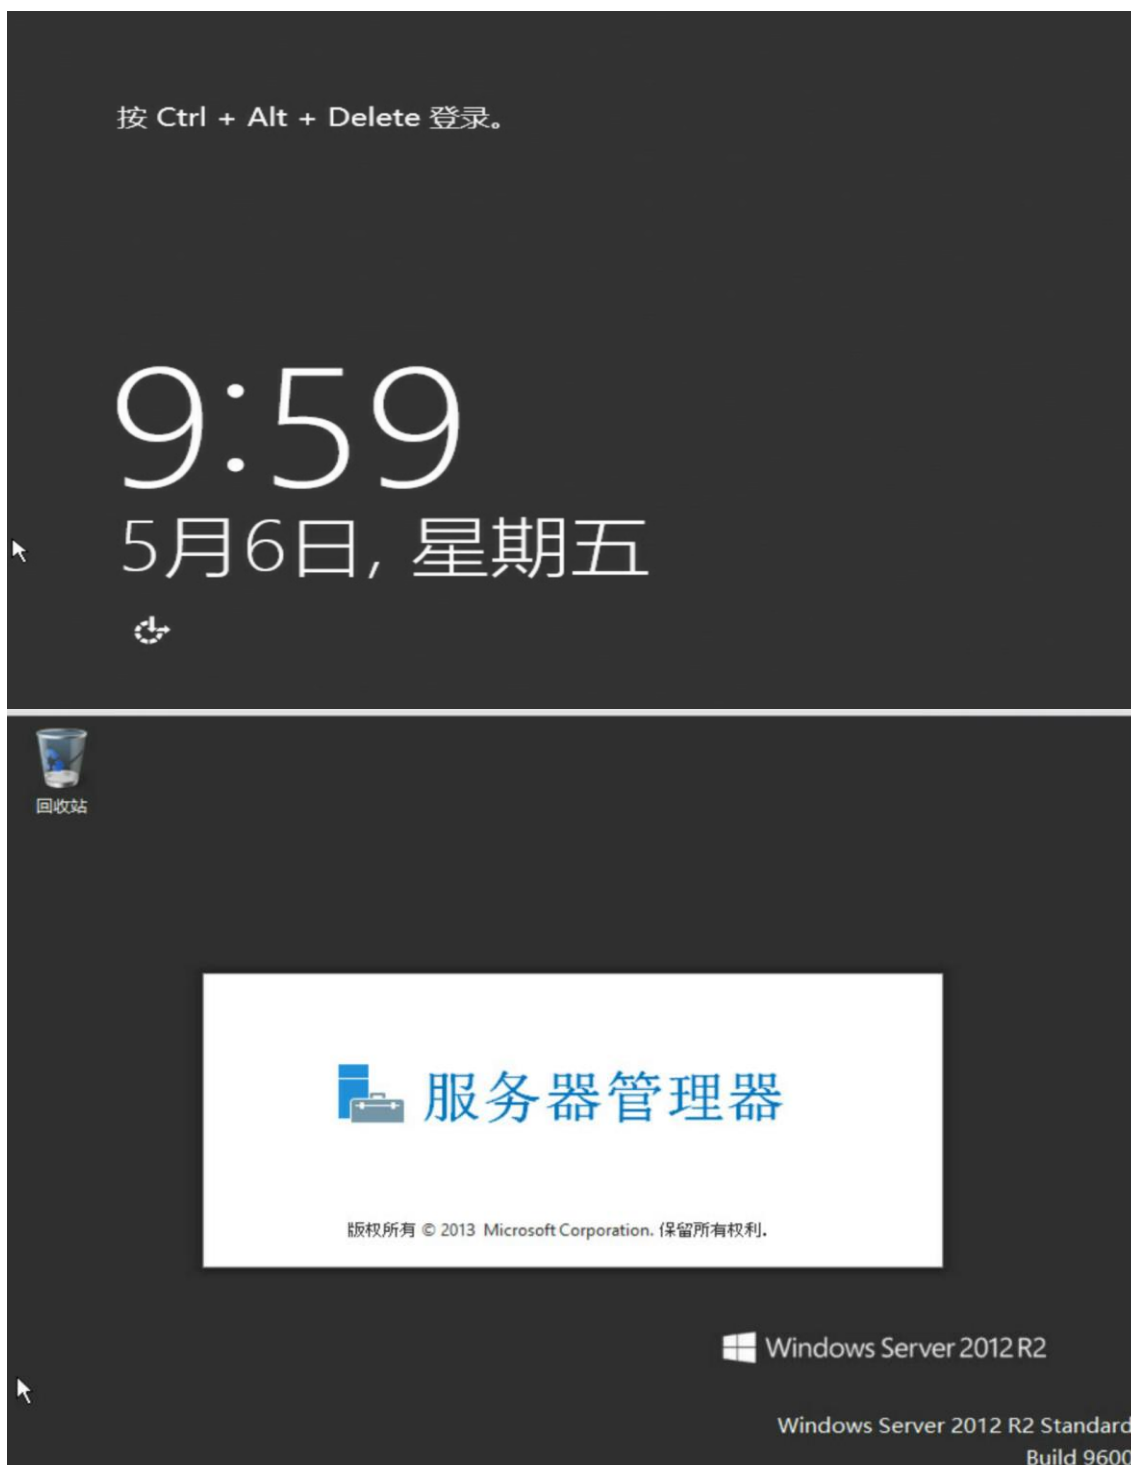 按 Ctrl + Alt + Delete 登录。
9:59
5月6日, 星期五
回收站
服务器管理器
版权所有 © 2013 Microsoft Corporation. 保留所有权利.
Windows Server 2012 R2
Windows Server 2012 R2 Standard
Build 9600